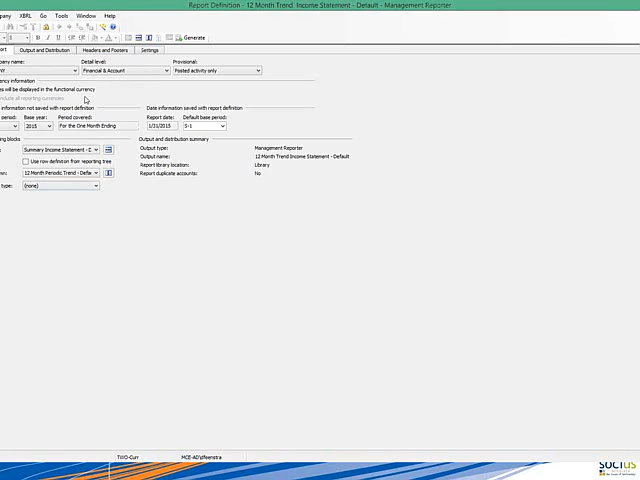 Report Definition - 12 Month Trend: Income Statement - Default - Management Reporter
pany XBRL Go Tools Window Help
Generate
ort Output and Distribution Headers and Footers Settings
pany name: Detail level: Provisional:
NY Financial & Account Posted activity only
ency information
es will be displayed in the functional currency
nclude all reporting currencies
information not saved with report definition Date information saved with report definition
period: Base year: Period covered: Report date: Default base period:
2015 For the One Month Ending 1/31/2015 S-1
ing blocks Output and distribution summary
Summary Income Statement - D Output type: Management Reporter
Use row definition from reporting tree Output name: 12 Month Trend Income Statement - Default
Report library location: Library
mn: 12 Month Periodic Trend - Defau Report duplicate accounts: No
type: (none)
TWO-Curr MCE-AD\dfeenstra
socius